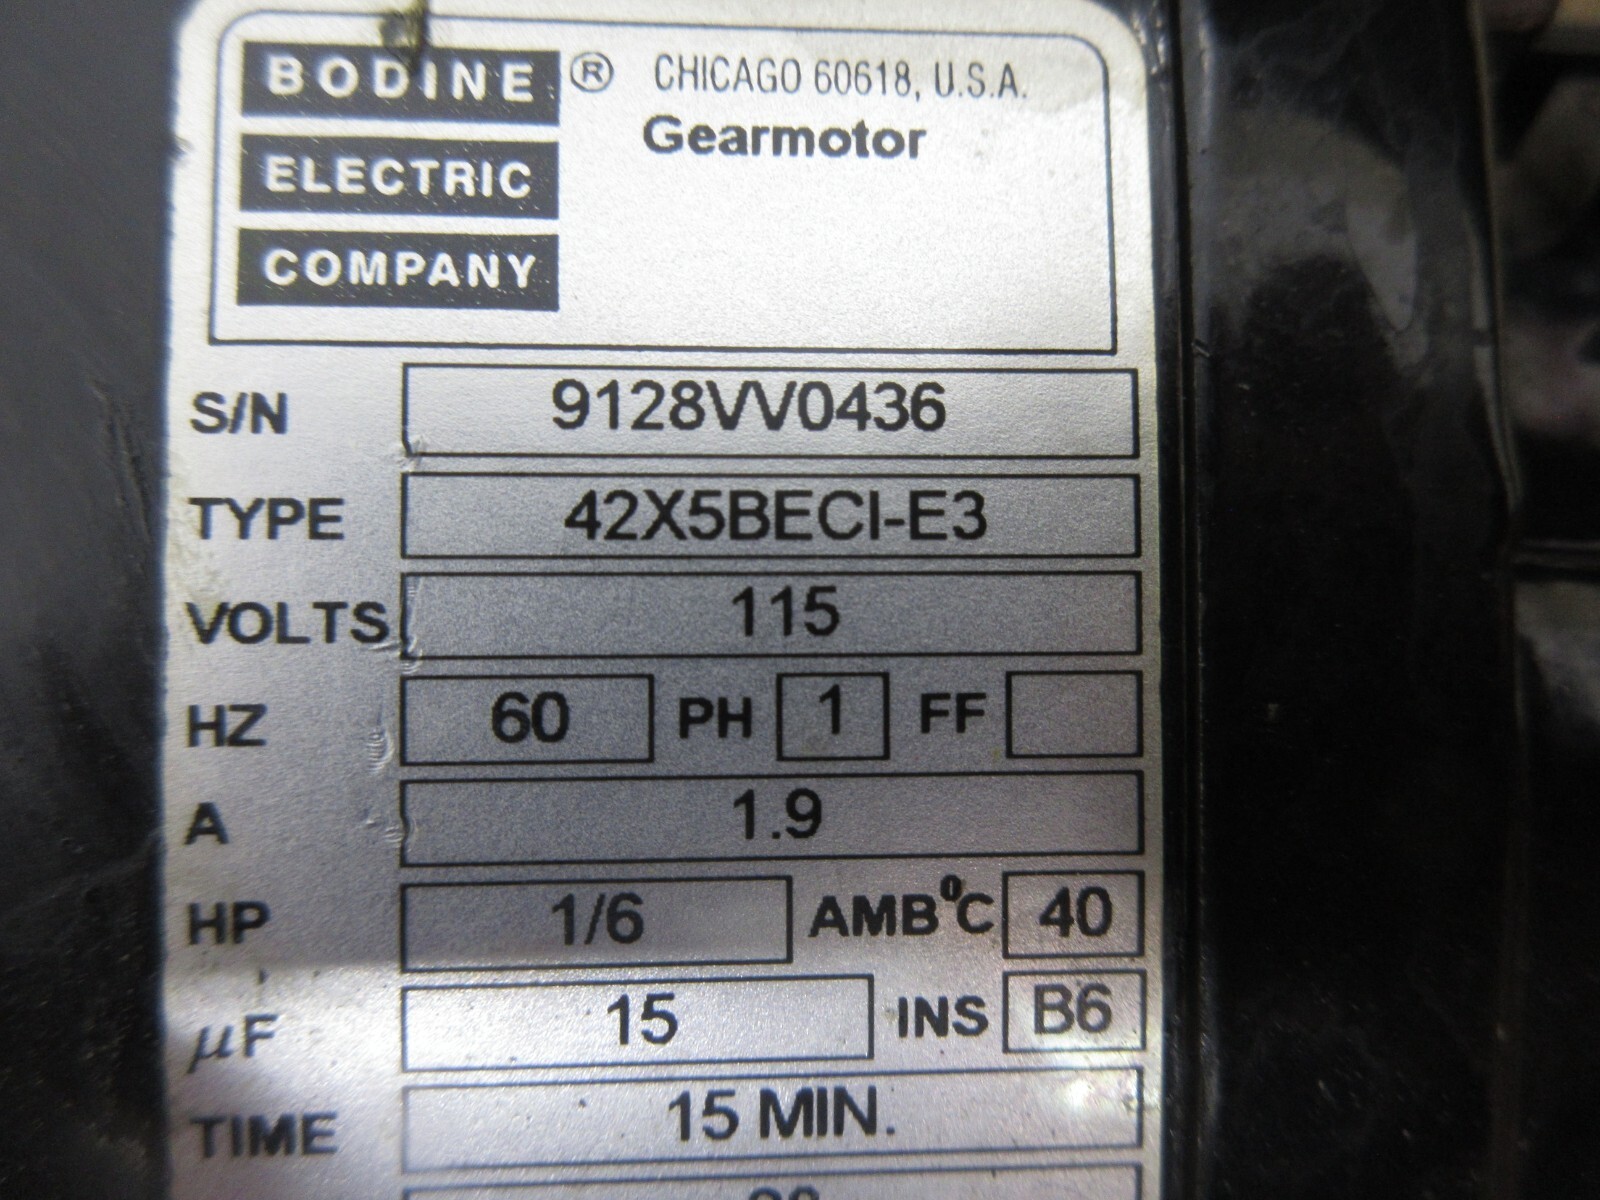 BODINE ® CHICAGO 60618, U.S.A.
Gearmotor
ELECTRIC
COMPANY
S/N 9128VV0436
TYPE 42X5BECI-E3
VOLTS 115
HZ 60 PH 1 FF
A 1.9
HP 1/6 AMB°C 40
µF 15 INS B6
TIME 15 MIN.